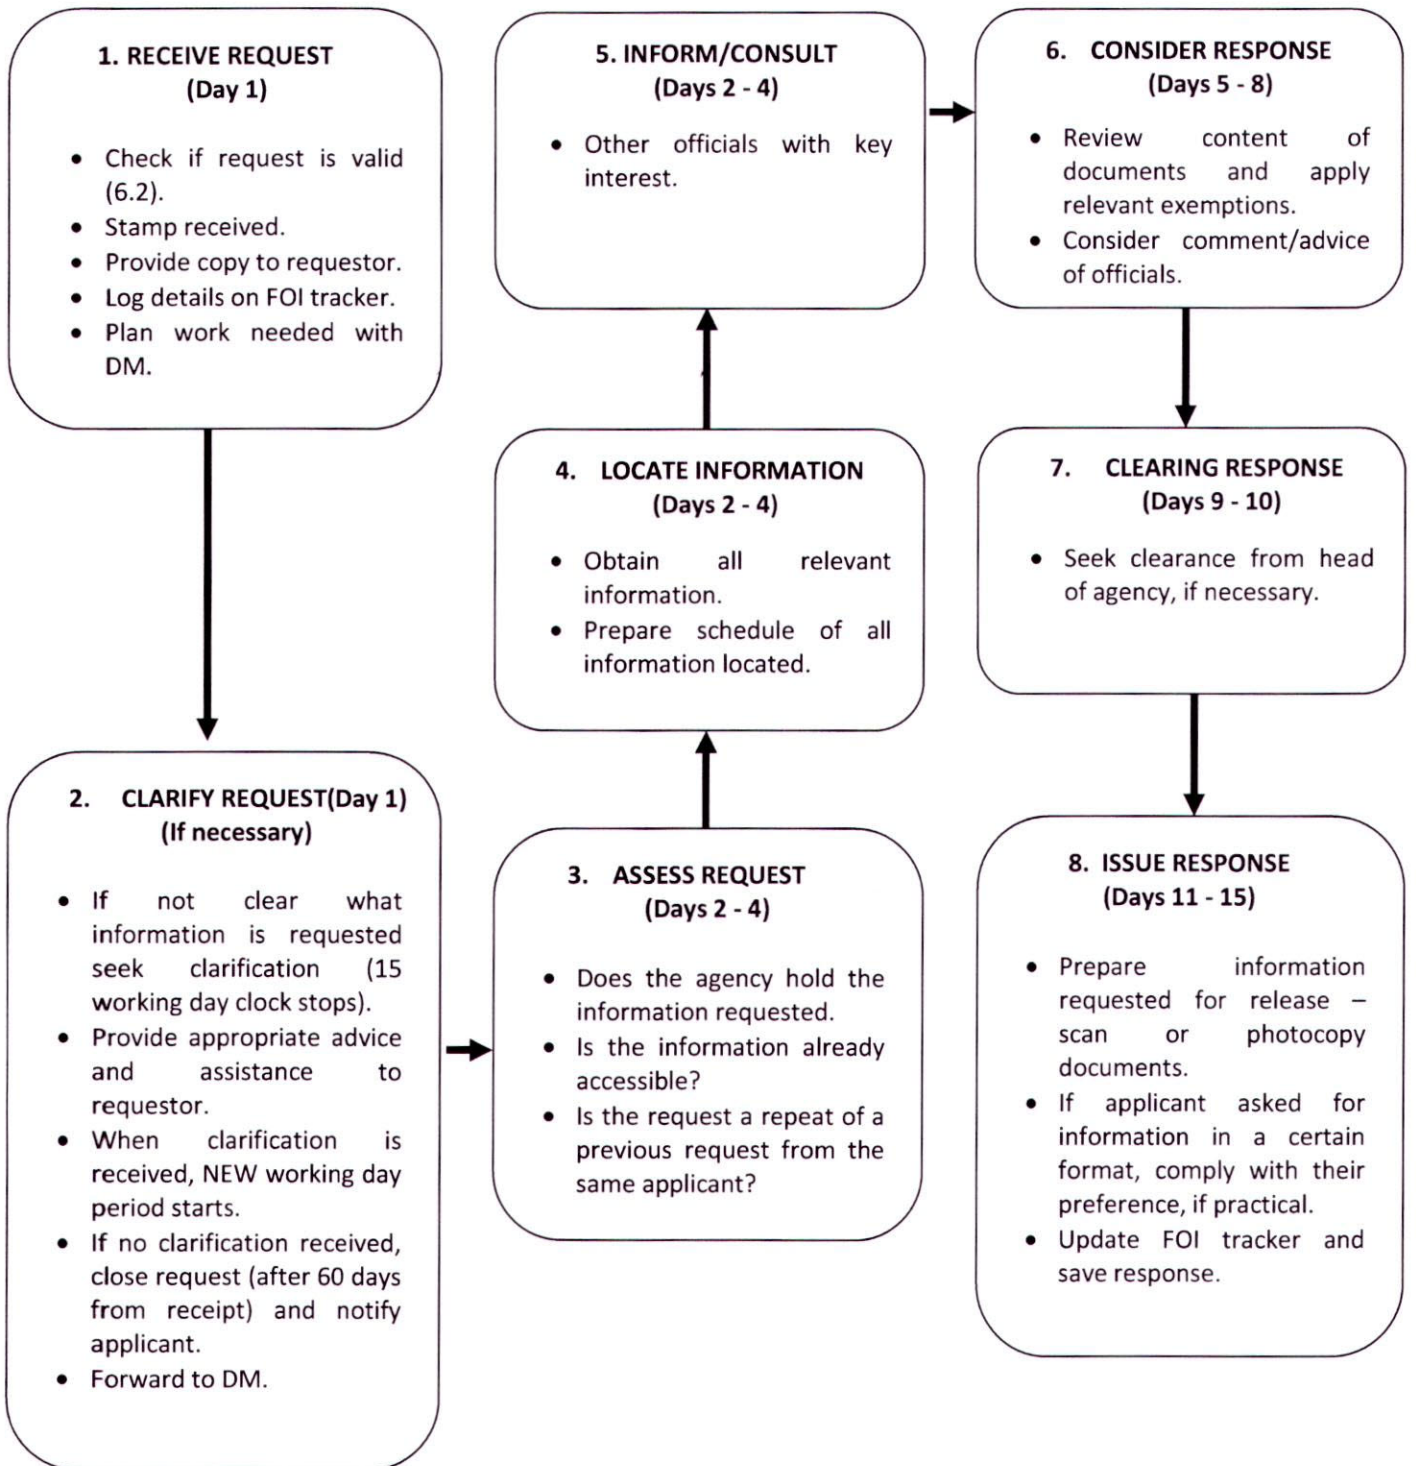 1. RECEIVE REQUEST
(Day 1)
• Check if request is valid
(6.2).
• Stamp received.
• Provide copy to requestor.
• Log details on FOI tracker.
• Plan work needed with
DM.
2. CLARIFY REQUEST(Day 1)
(If necessary)
• If not clear what
information is requested
seek clarification (15
working day clock stops).
• Provide appropriate advice
and assistance to
requestor.
• When clarification is
received, NEW working day
period starts.
• If no clarification received,
close request (after 60 days
from receipt) and notify
applicant.
• Forward to DM.
3. ASSESS REQUEST
(Days 2 - 4)
• Does the agency hold the
information requested.
• Is the information already
accessible?
• Is the request a repeat of a
previous request from the
same applicant?
4. LOCATE INFORMATION
(Days 2 - 4)
• Obtain all relevant
information.
• Prepare schedule of all
information located.
5. INFORM/CONSULT
(Days 2 - 4)
• Other officials with key
interest.
6. CONSIDER RESPONSE
(Days 5 - 8)
• Review content of
documents and apply
relevant exemptions.
• Consider comment/advice
of officials.
7. CLEARING RESPONSE
(Days 9 - 10)
• Seek clearance from head
of agency, if necessary.
8. ISSUE RESPONSE
(Days 11 - 15)
• Prepare information
requested for release –
scan or photocopy
documents.
• If applicant asked for
information in a certain
format, comply with their
preference, if practical.
• Update FOI tracker and
save response.